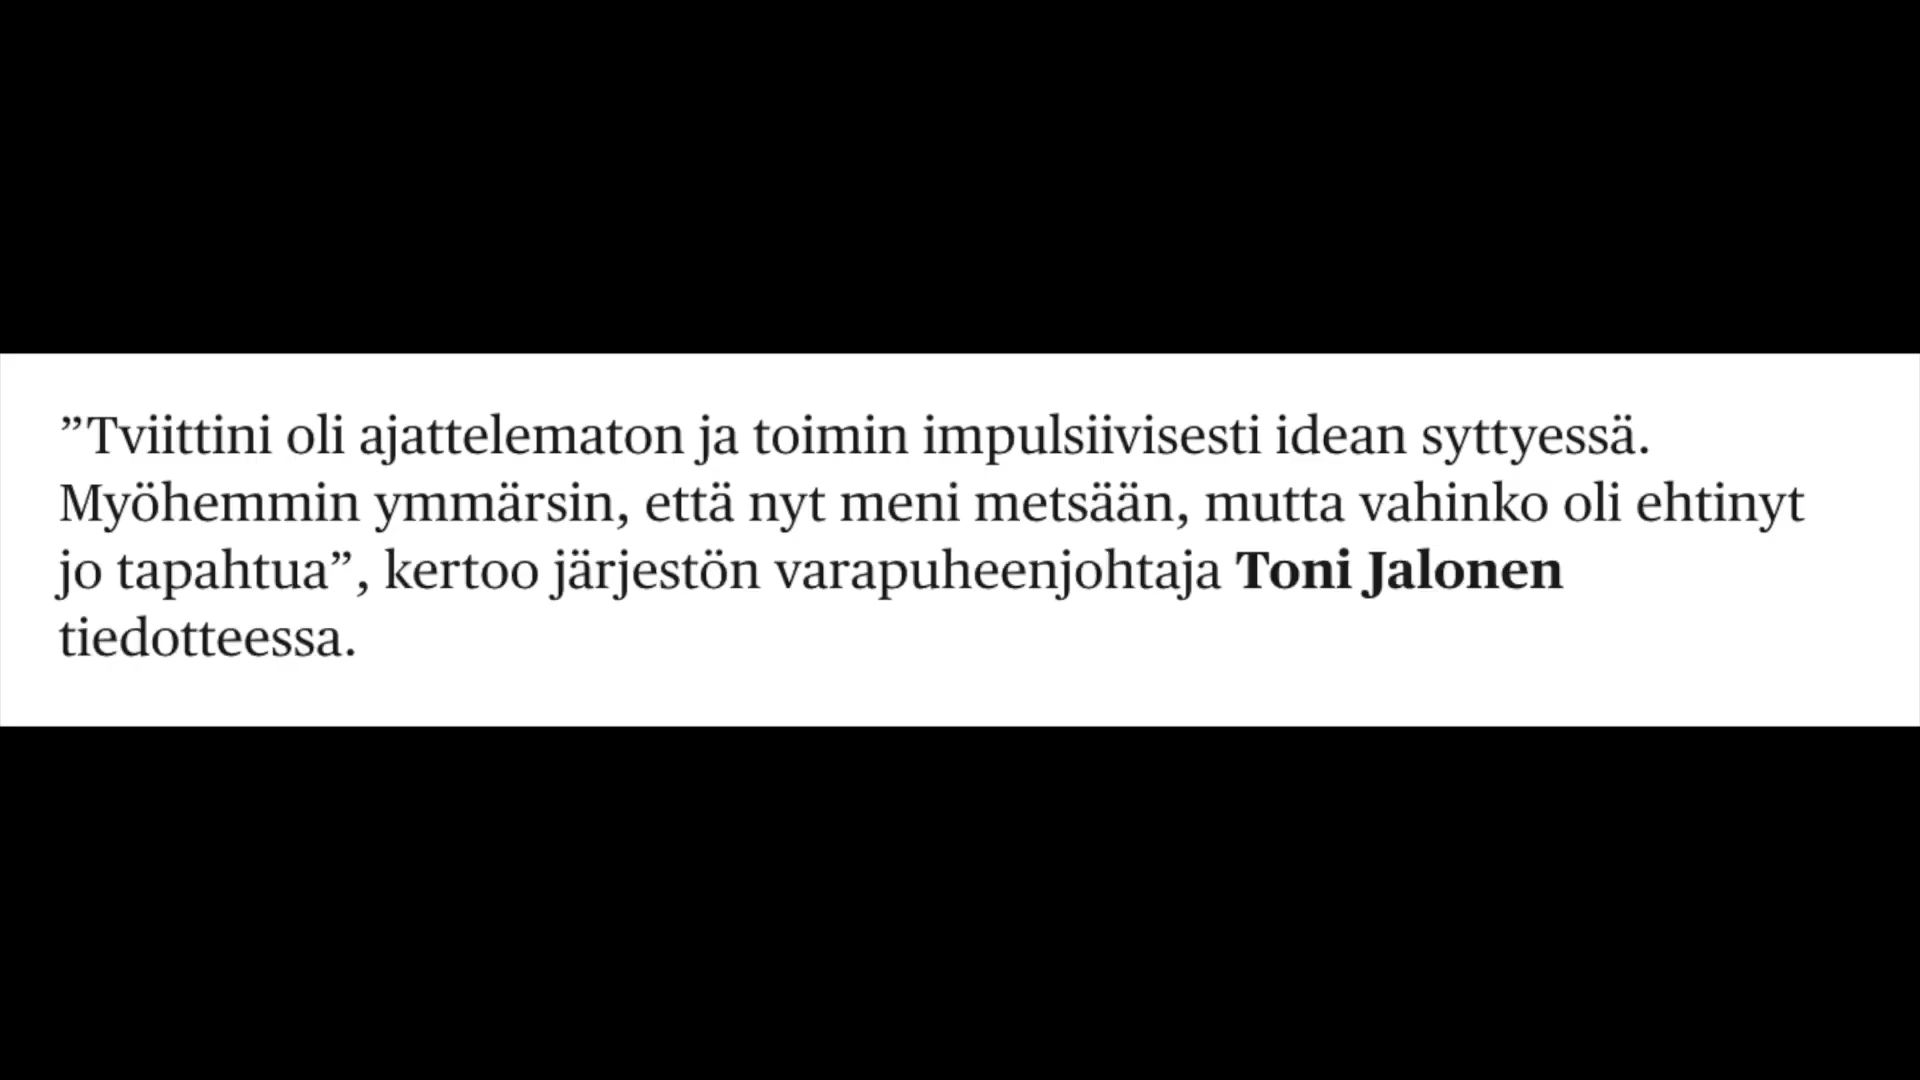 ”Tviittini oli ajattelematon ja toimin impulsiivisesti idean syttyessä.
Myöhemmin ymmärsin, että nyt meni metsään, mutta vahinko oli ehtinyt
jo tapahtua”, kertoo järjestön varapuheenjohtaja Toni Jalonen
tiedotteessa.